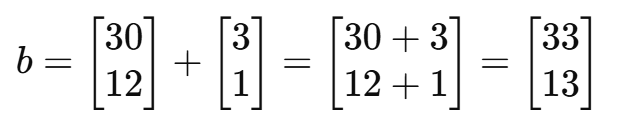 b = [30 12] + [3 1] = [30 + 3 12 + 1] = [33 13]